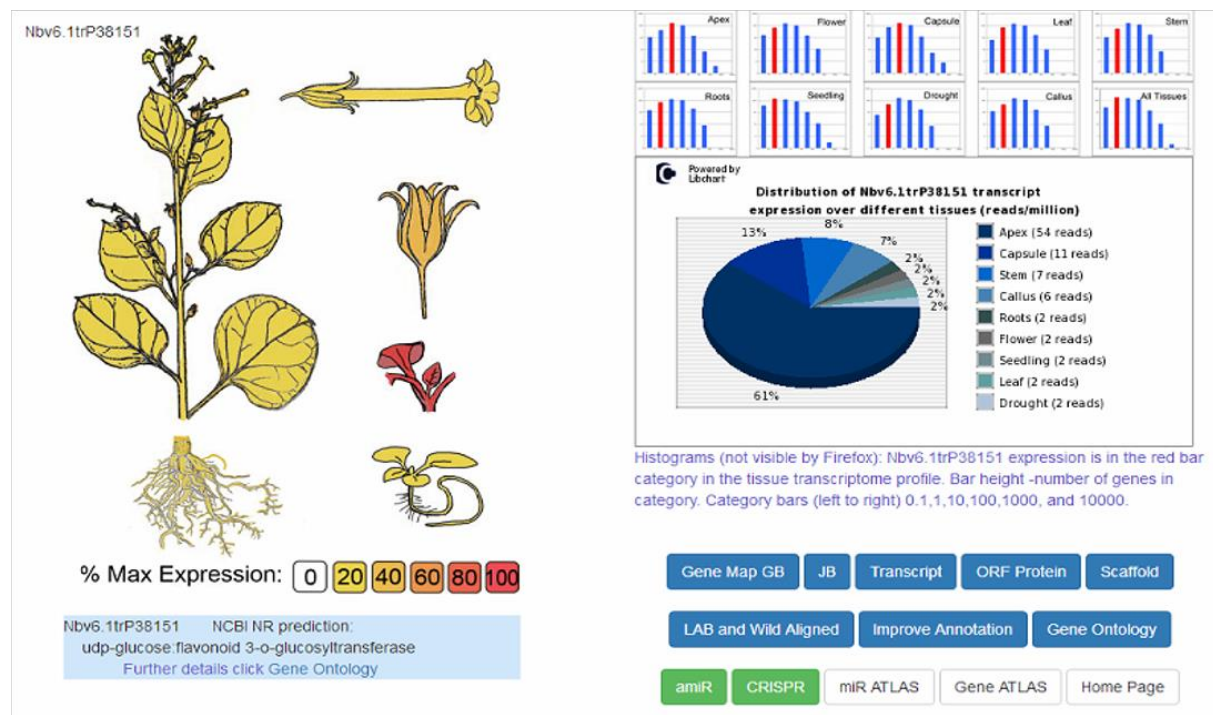 Nbv6.1trP38151
% Max Expression: 0 20 40 60 80 100
Nbv6.1trP38151 NCBI NR prediction:
udp-glucose:flavonoid 3-o-glucosyltransferase
Further details click Gene Ontology
Apex
Flower
Capsule
Leaf
Stem
Roots
Seedling
Drought
Callus
All Tissues
Powered by
Libchart
Distribution of Nbv6.1trP38151 transcript
expression over different tissues (reads/million)
13%
8%
7%
2%
2%
2%
2%
2%
61%
Apex (54 reads)
Capsule (11 reads)
Stem (7 reads)
Callus (6 reads)
Roots (2 reads)
Flower (2 reads)
Seedling (2 reads)
Leaf (2 reads)
Drought (2 reads)
Histograms (not visible by Firefox): Nbv6.1trP38151 expression is in the red bar
category in the tissue transcriptome profile. Bar height -number of genes in
category. Category bars (left to right) 0.1,1,10,100,1000, and 10000.
Gene Map GB JB Transcript ORF Protein Scaffold
LAB and Wild Aligned Improve Annotation Gene Ontology
amiR CRISPR miR ATLAS Gene ATLAS Home Page